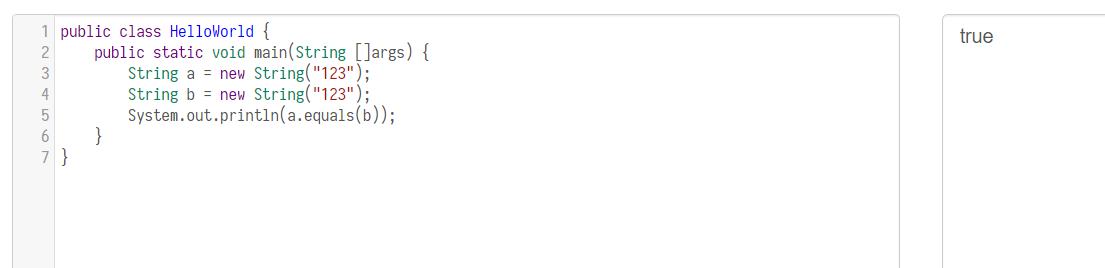 1 public class HelloWorld {
2     public static void main(String []args) {
3         String a = new String("123");
4         String b = new String("123");
5         System.out.println(a.equals(b));
6     }
7 }
true